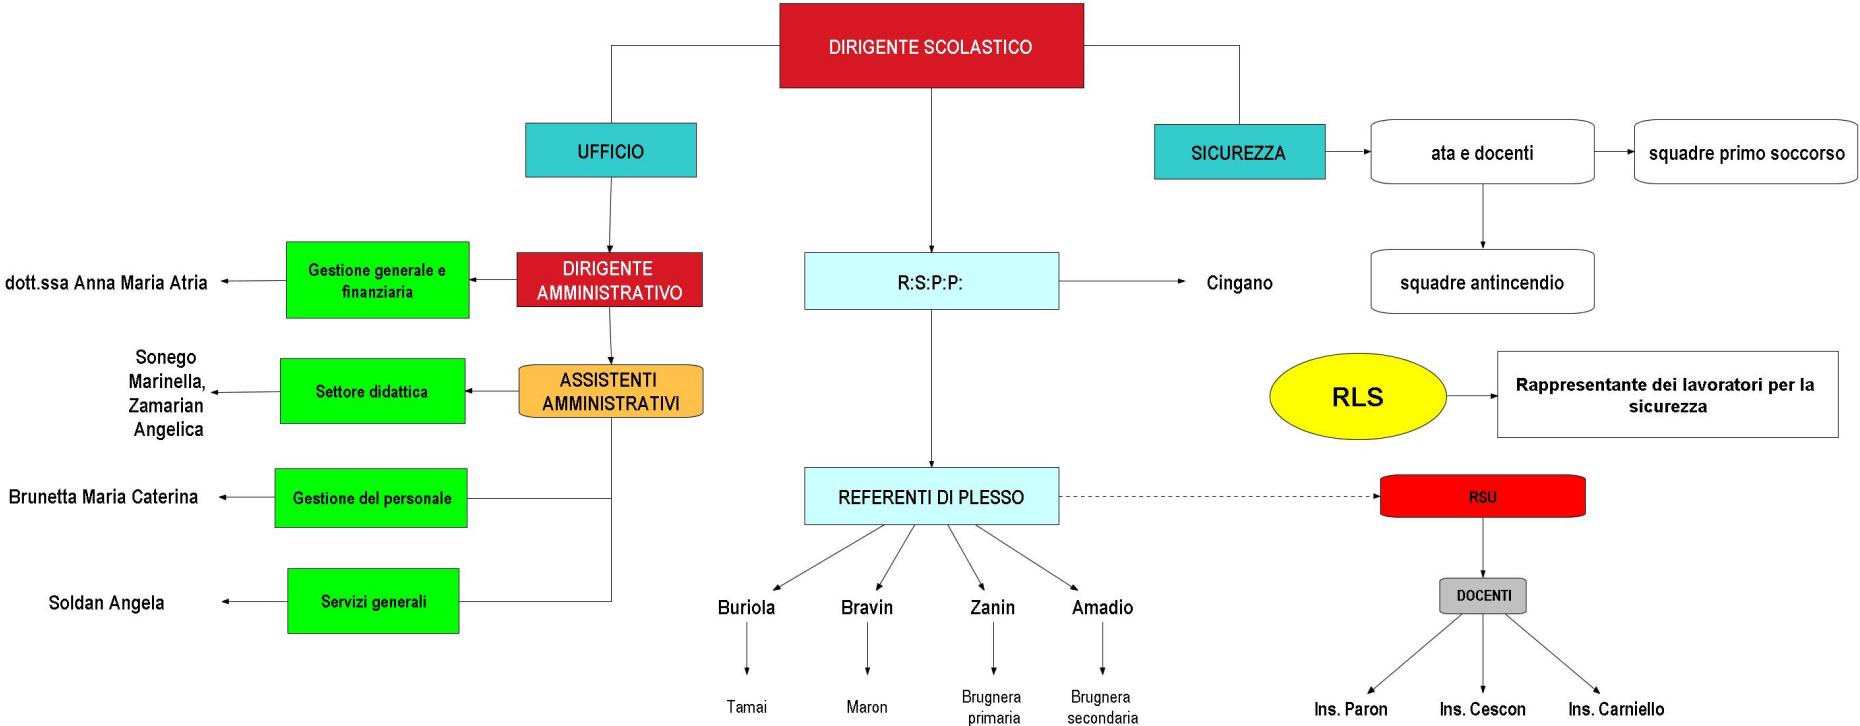 DIRIGENTE SCOLASTICO
UFFICIO
SICUREZZA
ata e docenti
squadre primo soccorso
dott.ssa Anna Maria Atria
Gestione generale e
finanziaria
DIRIGENTE
AMMINISTRATIVO
R:S:P:P:
Cingano
squadre antincendio
Sonego
Marinella,
Zamarian
Angelica
Settore didattica
ASSISTENTI
AMMINISTRATIVI
RLS
Rappresentante dei lavoratori per la
sicurezza
Brunetta Maria Caterina
Gestione del personale
REFERENTI DI PLESSO
RSU
Soldan Angela
Servizi generali
Buriola
Bravin
Zanin
Amadio
DOCENTI
Tamai
Maron
Brugnera
primaria
Brugnera
secondaria
Ins. Paron
Ins. Cescon
Ins. Carniello